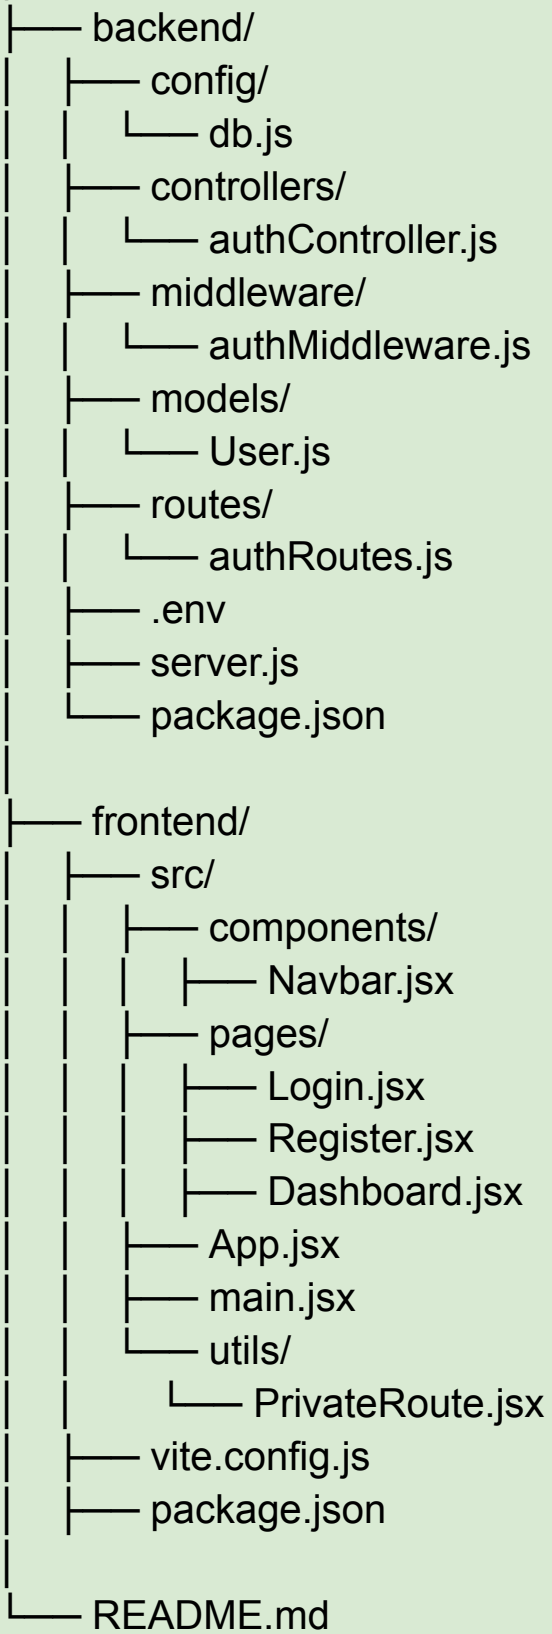 ├── backend/
│   ├── config/
│   │   └── db.js
│   ├── controllers/
│   │   └── authController.js
│   ├── middleware/
│   │   └── authMiddleware.js
│   ├── models/
│   │   └── User.js
│   ├── routes/
│   │   └── authRoutes.js
│   ├── .env
│   ├── server.js
│   └── package.json
│
├── frontend/
│   ├── src/
│   │   ├── components/
│   │   │   ├── Navbar.jsx
│   │   ├── pages/
│   │   │   ├── Login.jsx
│   │   │   ├── Register.jsx
│   │   │   ├── Dashboard.jsx
│   │   ├── App.jsx
│   │   ├── main.jsx
│   │   └── utils/
│   │       └── PrivateRoute.jsx
│   ├── vite.config.js
│   ├── package.json
│
└── README.md